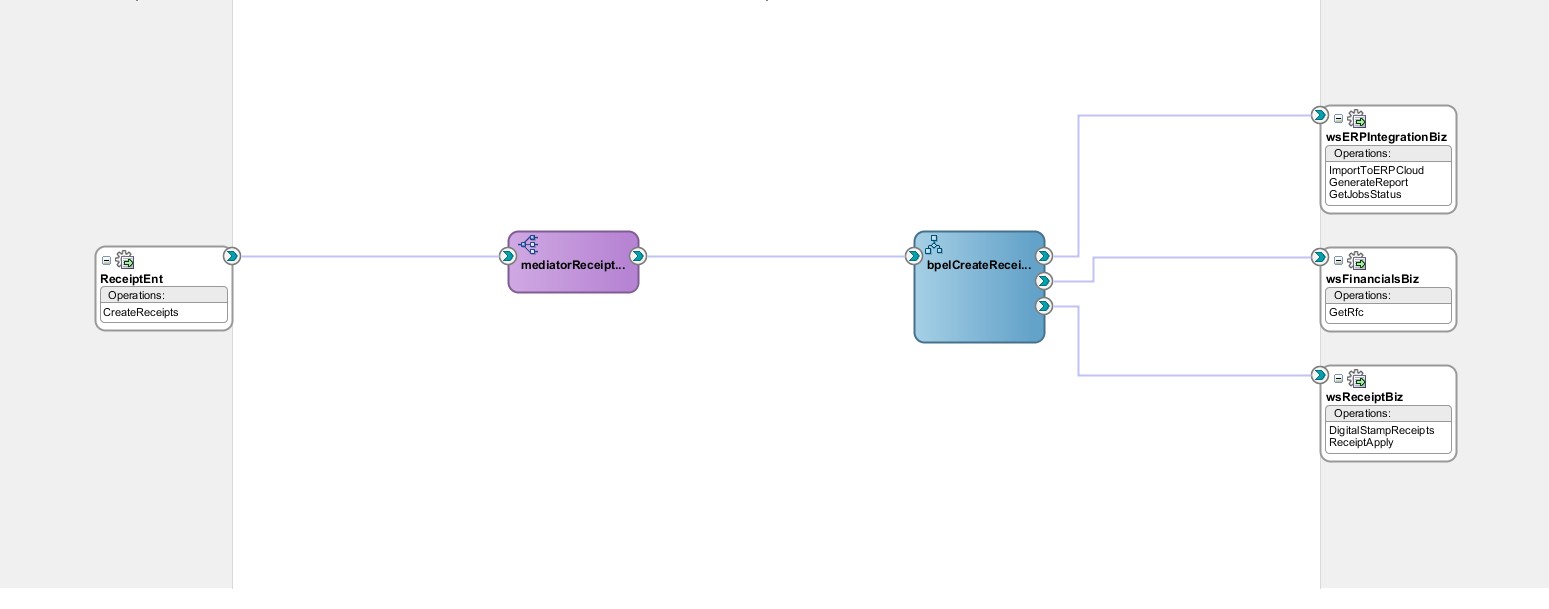 ReceiptEnt
Operations:
CreateReceipts
mediatorReceipt...
bpelCreateRecei...
wsERPIntegrationBiz
Operations:
ImportToERPCloud
GenerateReport
GetJobsStatus
wsFinancialsBiz
Operations:
GetRfc
wsReceiptBiz
Operations:
DigitalStampReceipts
ReceiptApply